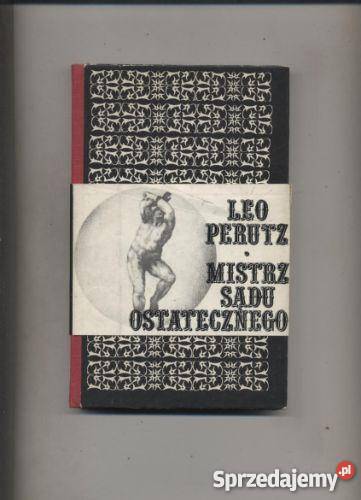 LEO
PERUTZ
•
MISTRZ
SĄDU
OSTATECZNEGO
Sprzedajemy.pl